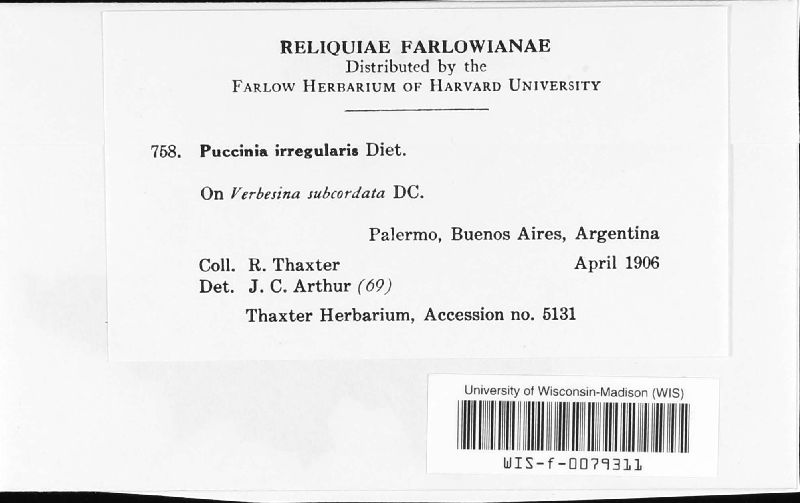 RELIQUIAE FARLOWIANAE
Distributed by the
FARLOW HERBARIUM OF HARVARD UNIVERSITY
758. Puccinia irregularis Diet.
On Verbesina subcordata DC.
Palermo, Buenos Aires, Argentina
Coll. R. Thaxter April 1906
Det. J. C. Arthur (69)
Thaxter Herbarium, Accession no. 5131
University of Wisconsin-Madison (WIS)
WIS-f-0079311